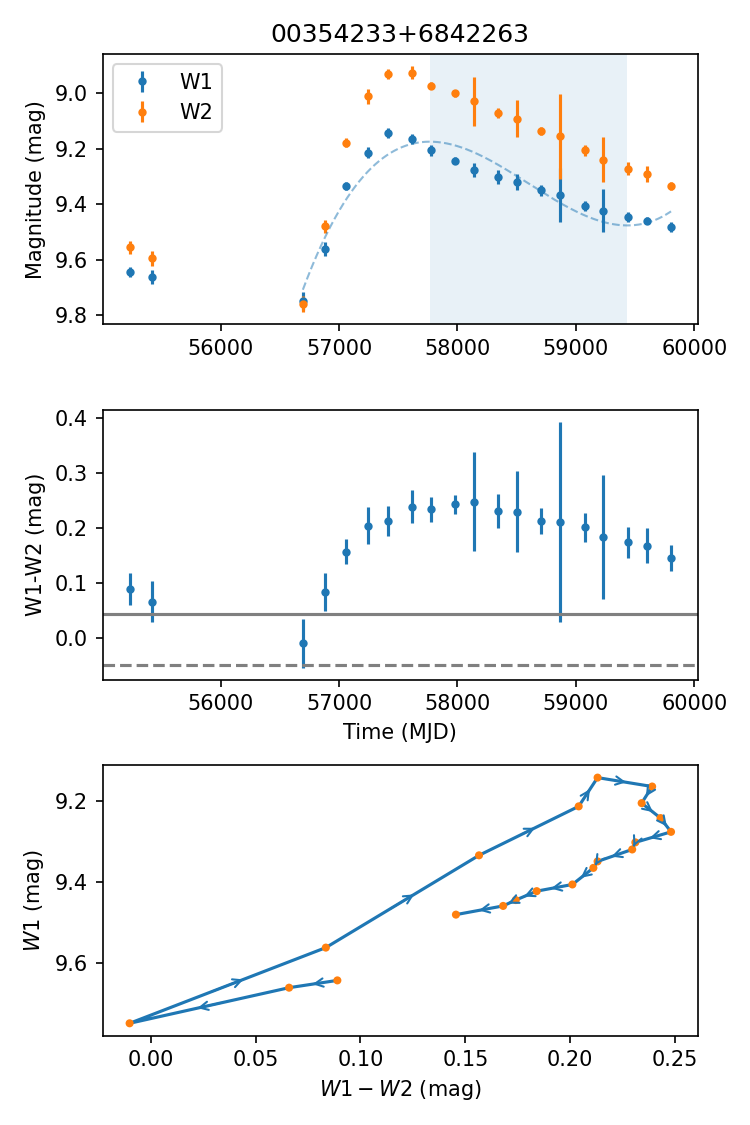 00354233+6842263
W1
W2
Magnitude (mag)
9.0
9.2
9.4
9.6
9.8
56000 57000 58000 59000 60000
W1-W2 (mag)
0.4
0.3
0.2
0.1
0.0
56000 57000 58000 59000 60000
Time (MJD)
W1 (mag)
9.2
9.4
9.6
0.00 0.05 0.10 0.15 0.20 0.25
W1 − W2 (mag)